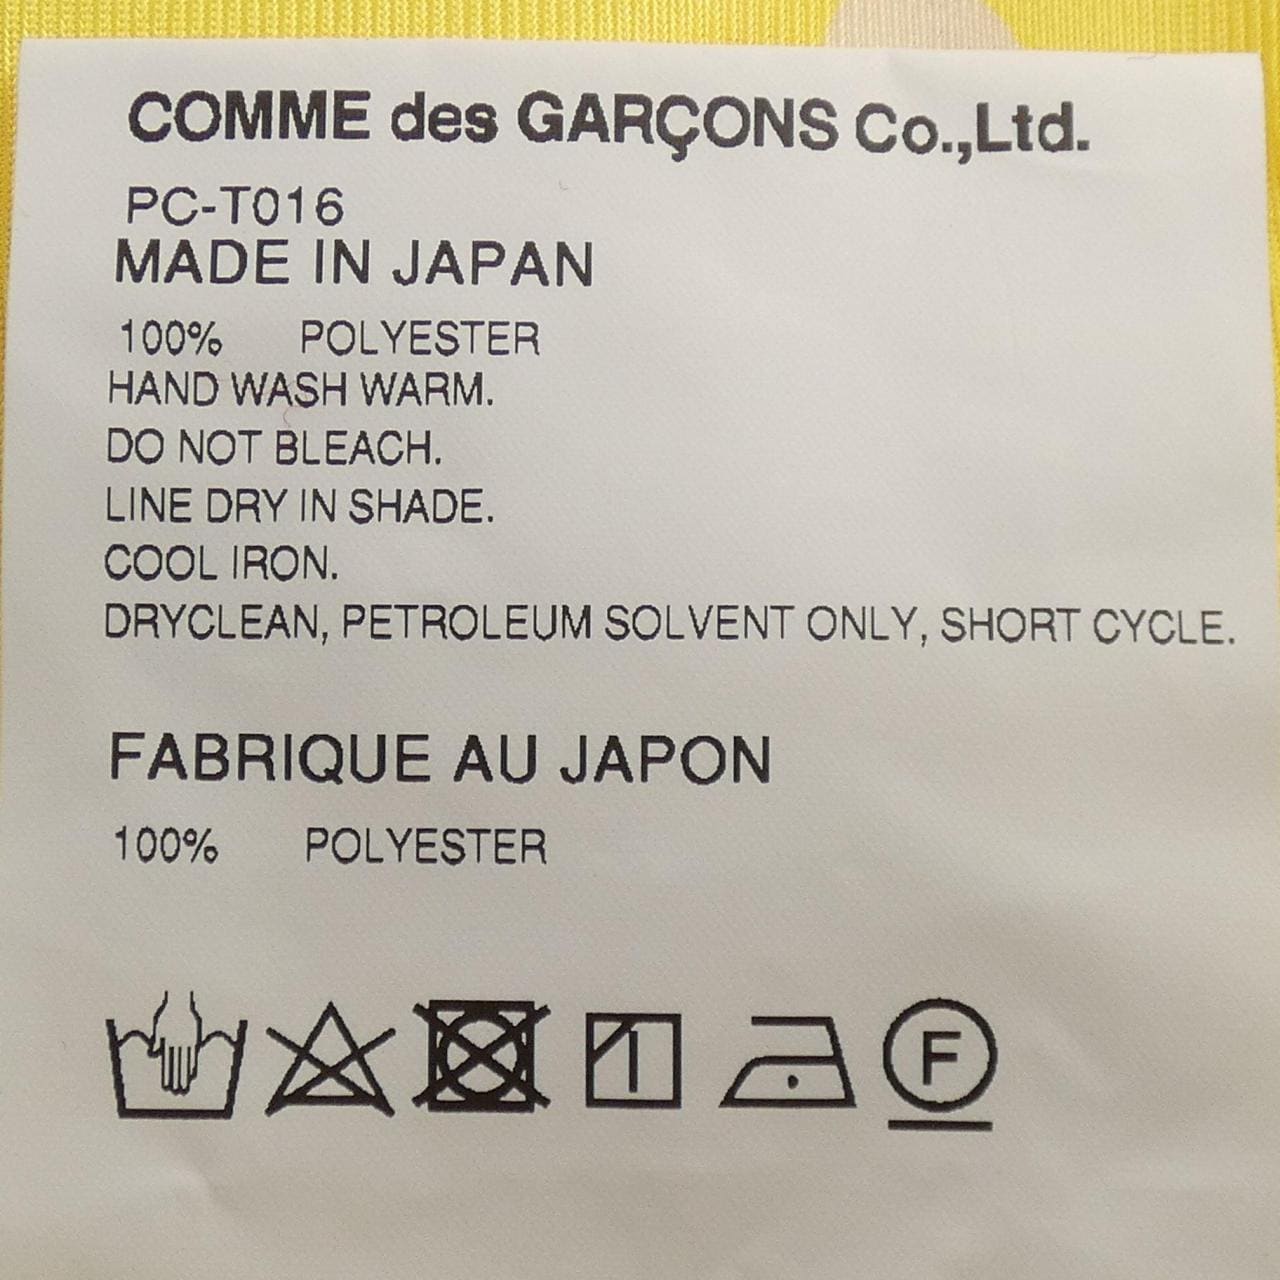 COMME des GARÇONS Co.,Ltd.
PC-T016
MADE IN JAPAN
100% POLYESTER
HAND WASH WARM.
DO NOT BLEACH.
LINE DRY IN SHADE.
COOL IRON.
DRYCLEAN, PETROLEUM SOLVENT ONLY, SHORT CYCLE.
FABRIQUE AU JAPON
100% POLYESTER
F